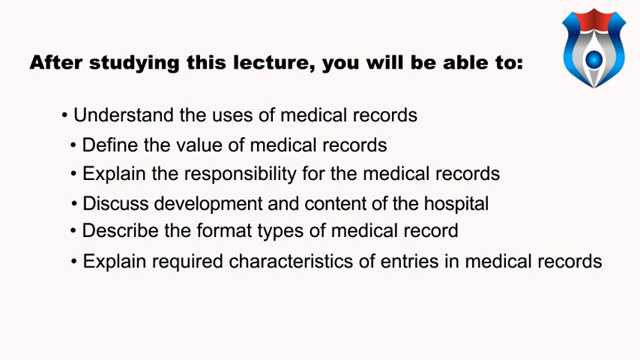 After studying this lecture, you will be able to:
• Understand the uses of medical records
• Define the value of medical records
• Explain the responsibility for the medical records
• Discuss development and content of the hospital
• Describe the format types of medical record
• Explain required characteristics of entries in medical records